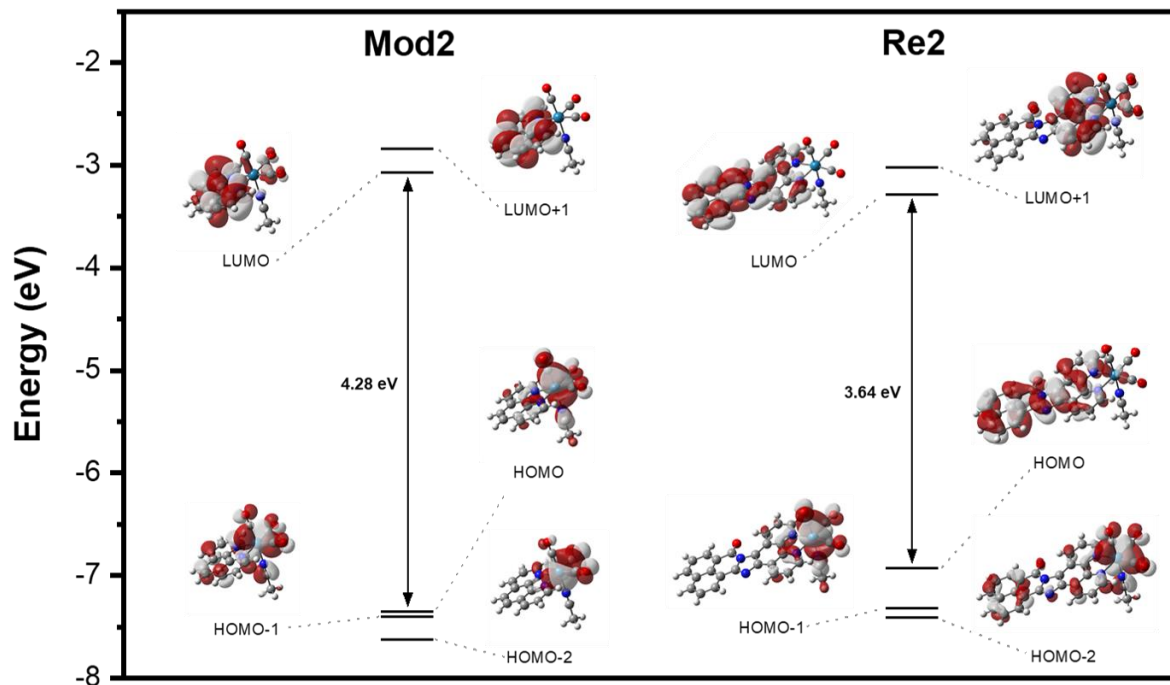 Mod2
Re2
Energy (eV)
-2
-3
-4
-5
-6
-7
-8
LUMO+1
LUMO
4.28 eV
HOMO
HOMO-1
HOMO-2
LUMO+1
LUMO
3.64 eV
HOMO
HOMO-1
HOMO-2